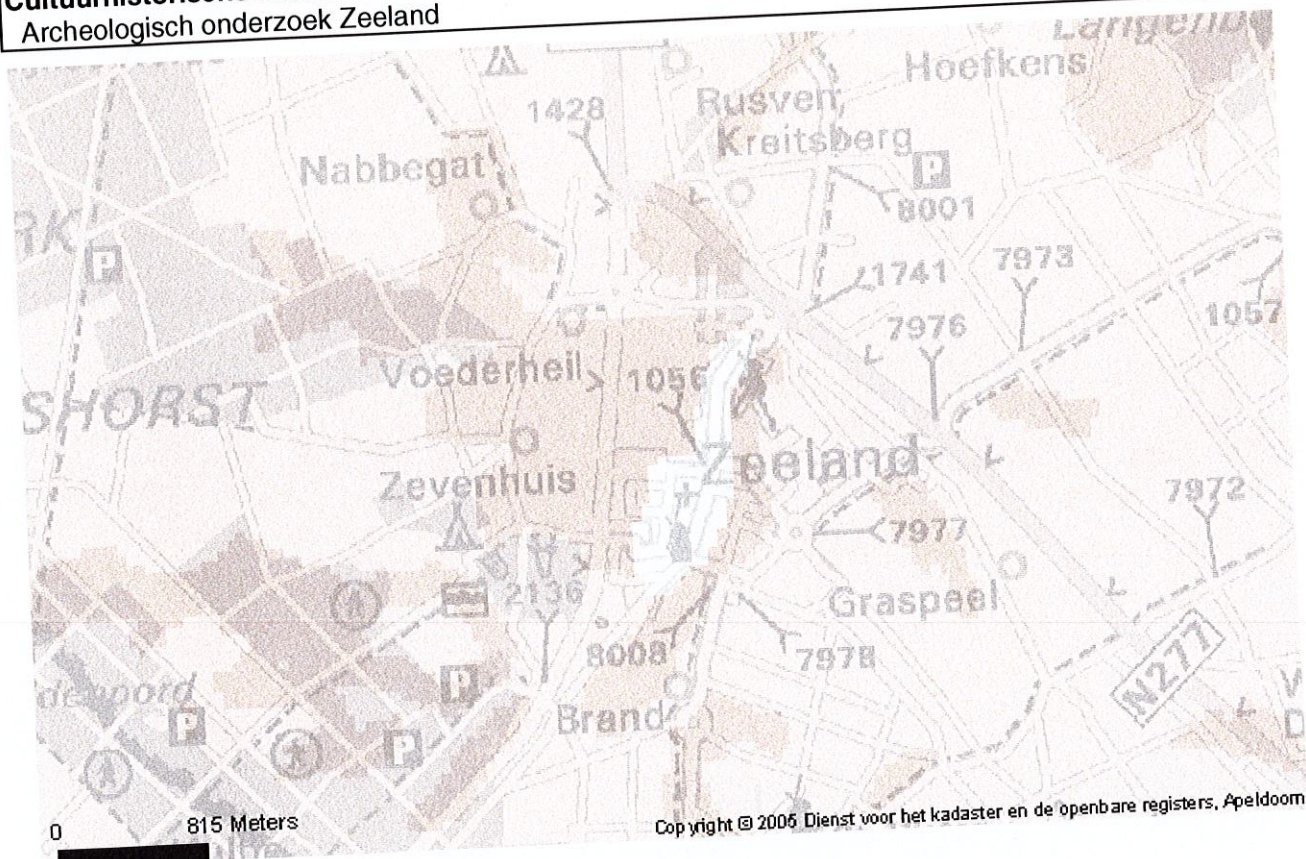 Archeologisch onderzoek Zeeland
Hoefkens
1428
Rusven,
Kreitsberg
Nabbegat
P
8001
RK
P
1741
7973
1057
7976
Voederheil
1056
SHORST
Zeeland
Zevenhuis
7972
7977
2136
Graspeel
8008
7978
N277
P
P
P
Brand
0
815 Meters
Copyright © 2005 Dienst voor het kadaster en de openbare registers, Apeldoorn